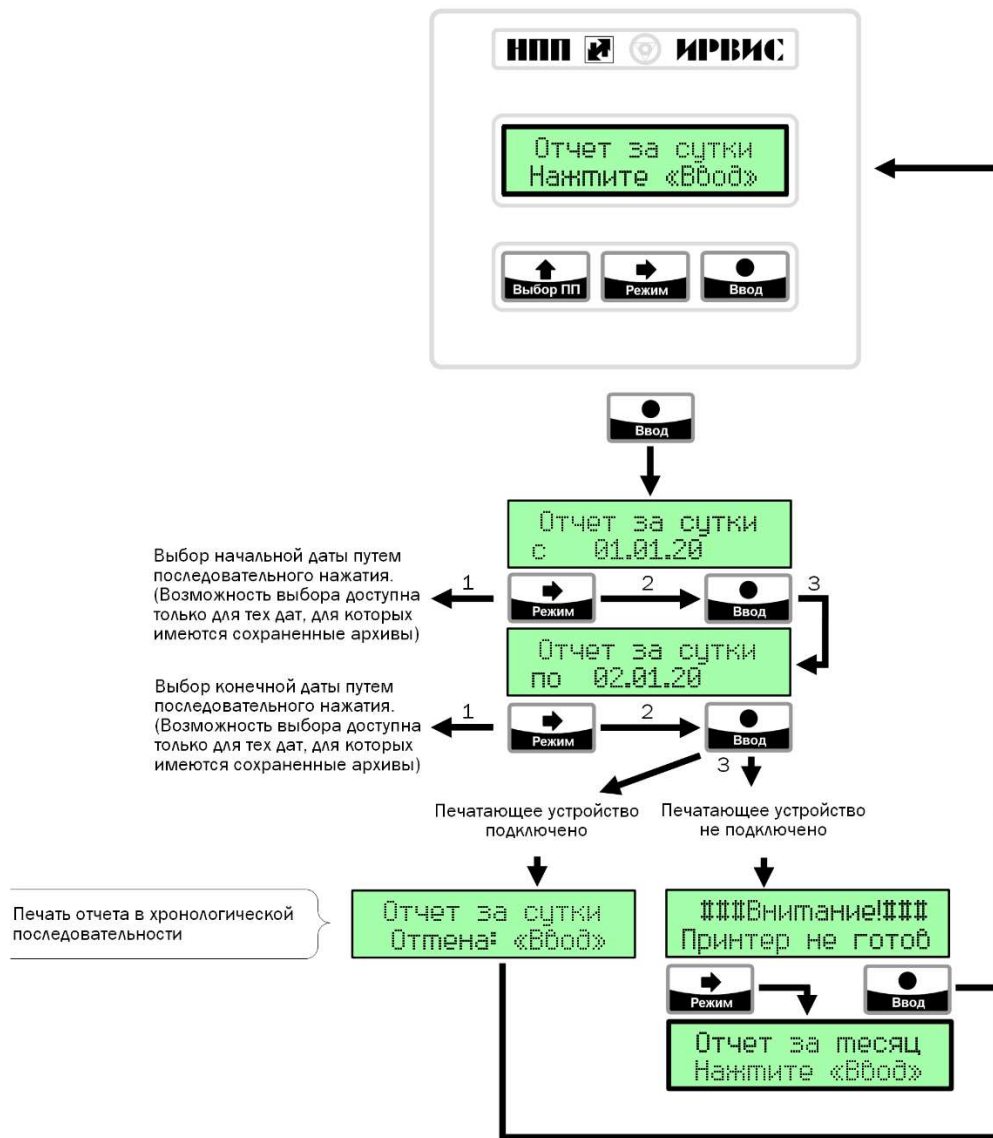 НПП ИРВИС
Отчет за сутки
Нажмите «Ввод»
Выбор ПП
Режим
Ввод
Ввод
Отчет за сутки
с 01.01.20
Выбор начальной даты путем
последовательного нажатия.
(Возможность выбора доступна
только для тех дат, для которых
имеются сохраненные архивы)
1
Режим
2
Ввод
3
Отчет за сутки
по 02.01.20
Выбор конечной даты путем
последовательного нажатия.
(Возможность выбора доступна
только для тех дат, для которых
имеются сохраненные архивы)
1
Режим
2
Ввод
3
Печатающее устройство
подключено
Печатающее устройство
не подключено
Печать отчета в хронологической
последовательности
Отчет за сутки
Отмена: «Ввод»
###Внимание!###
Принтер не готов
Режим
Ввод
Отчет за месяц
Нажмите «Ввод»